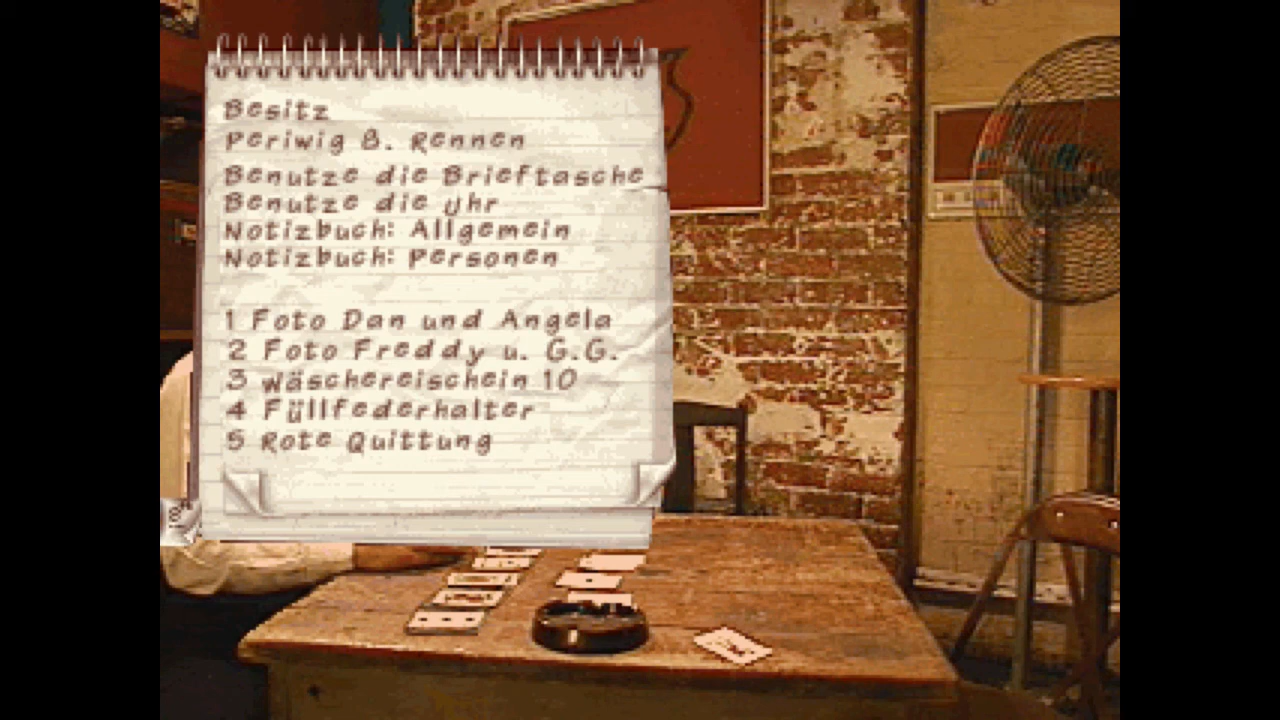 Besitz
Periwig B. Rennen
Benutze die Brieftasche
Benutze die Uhr
Notizbuch: Allgemein
Notizbuch: Personen
1 Foto Dan und Angela
2 Foto Freddy u. G.G.
3 Wäschereischein 10
4 Füllfederhalter
5 Rote Quittung